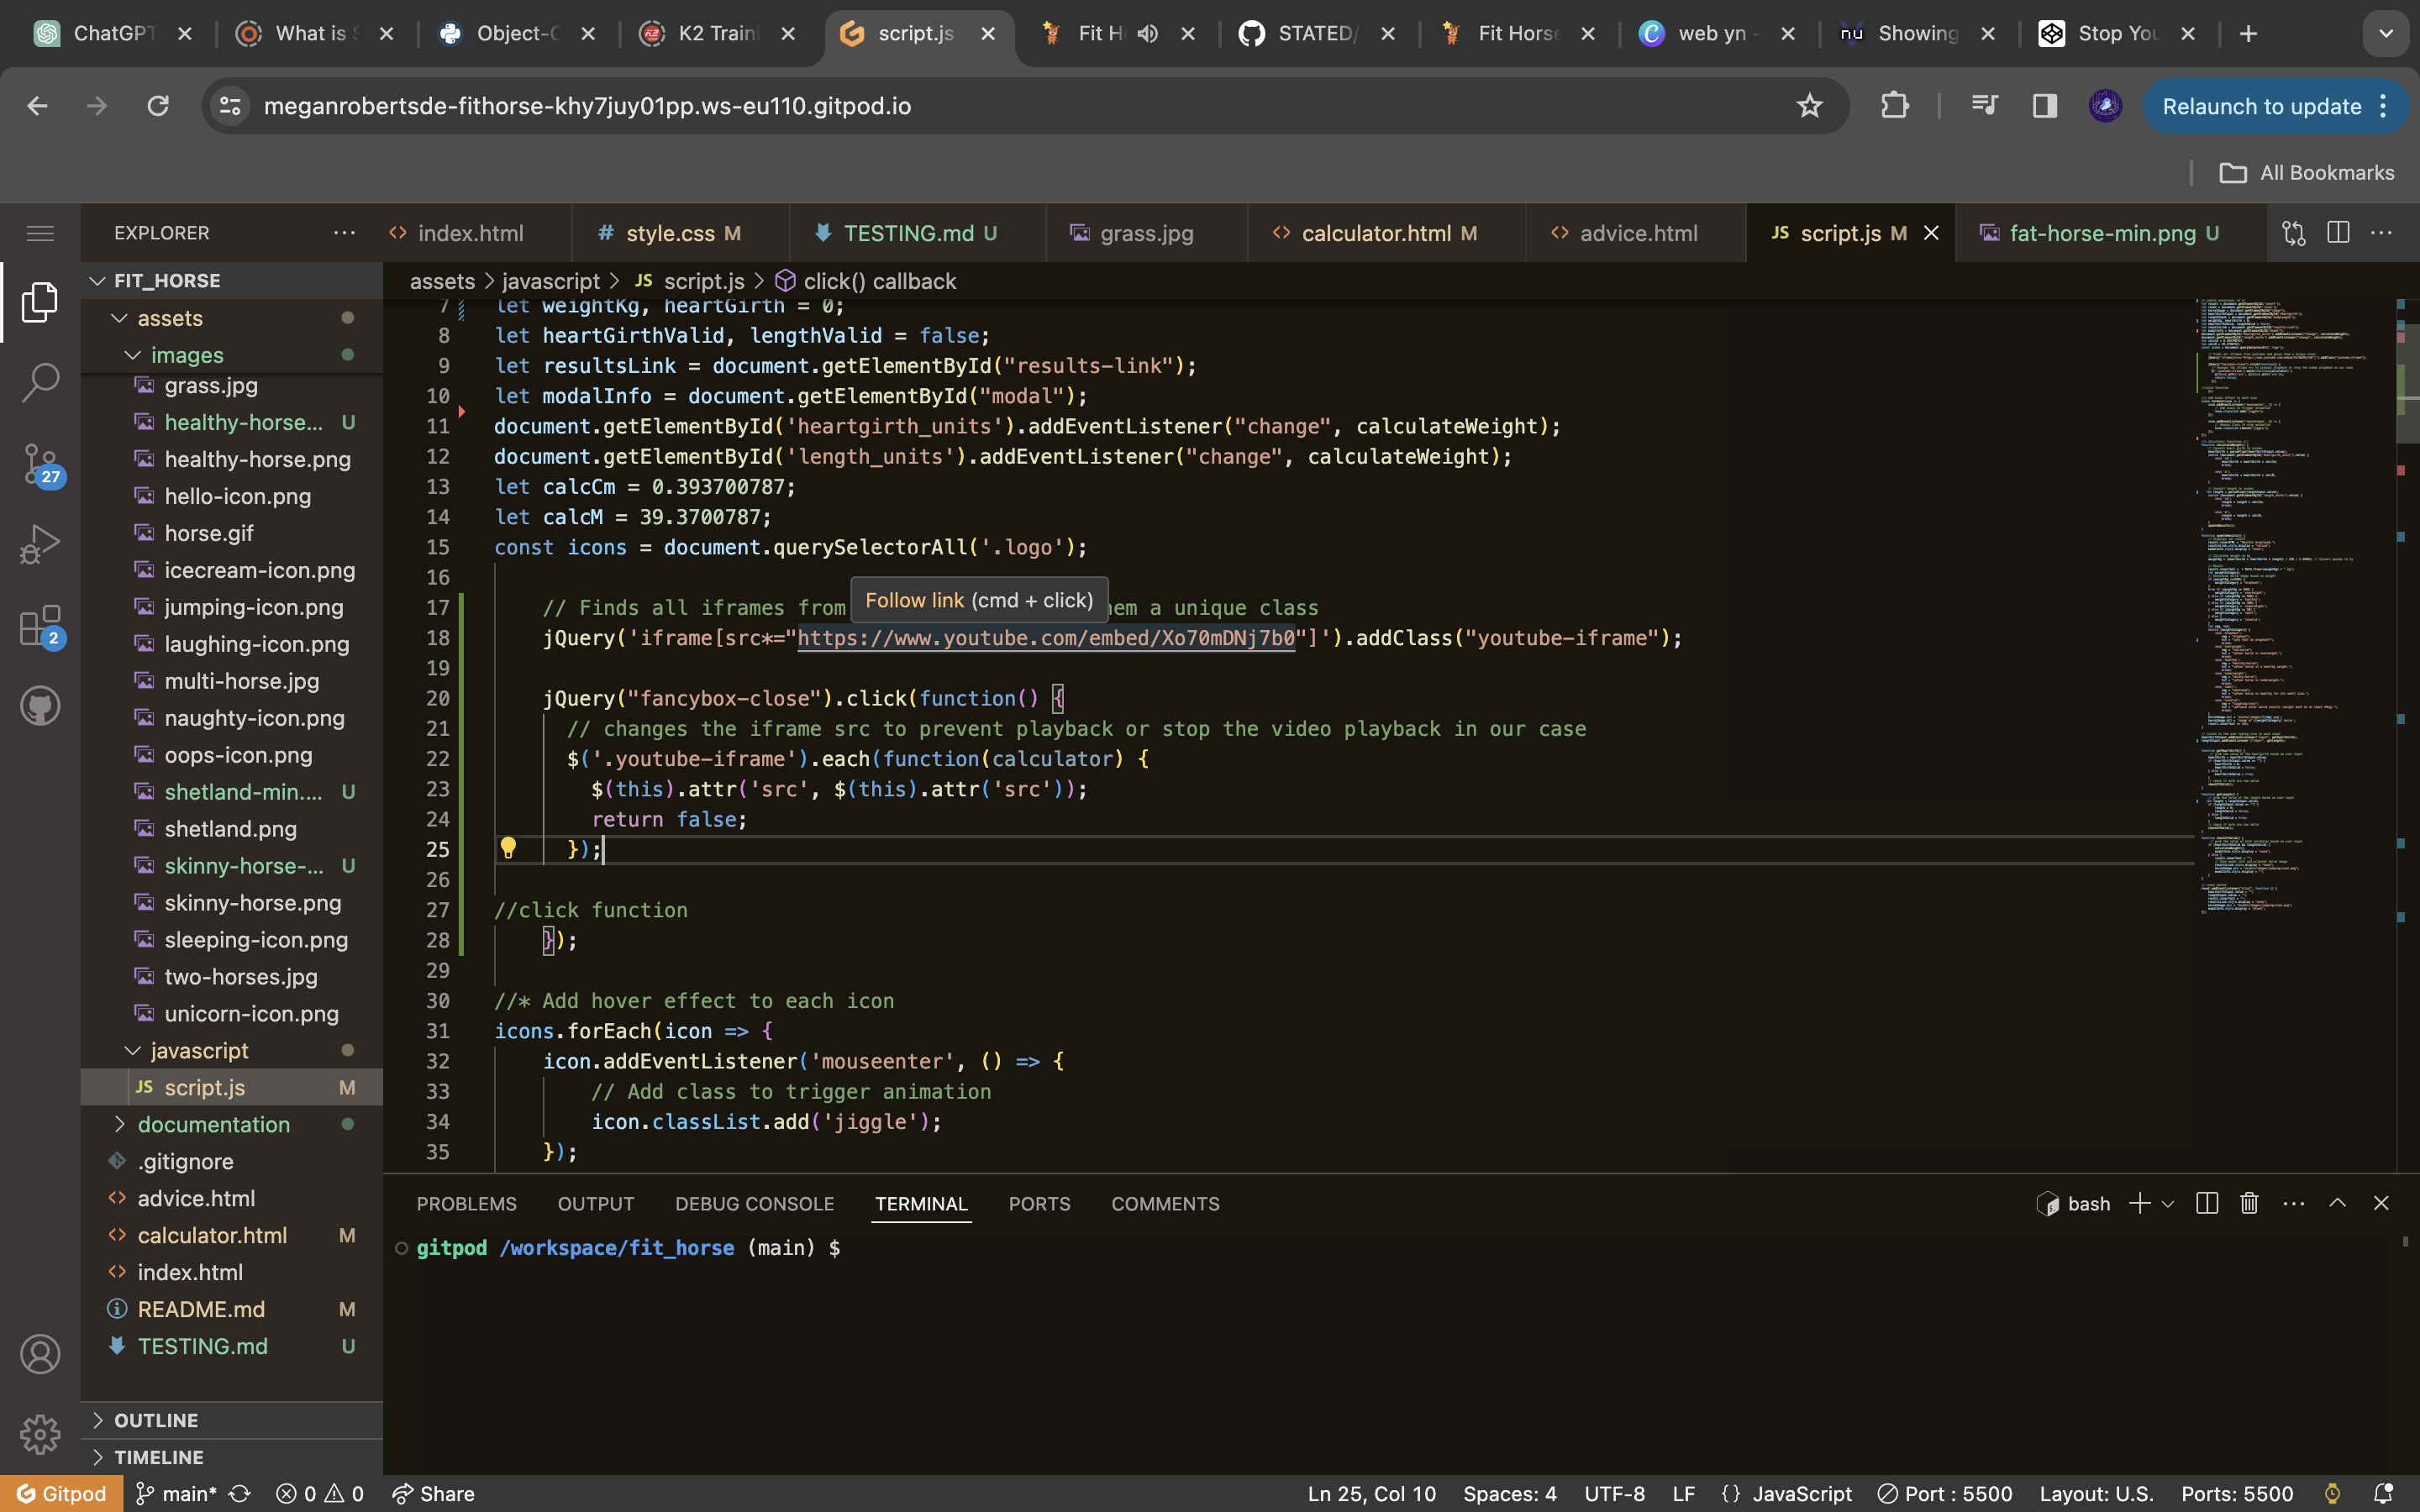 ChatGPT What is S Object-O K2 Traini script.js Fit H STATED/ Fit Horse web yn - nu Showing Stop You
meganrobertsde-fithorse-khy7juy01pp.ws-eu110.gitpod.io Relaunch to update
All Bookmarks
EXPLORER index.html # style.css M TESTING.md U grass.jpg calculator.html M advice.html JS script.js M fat-horse-min.png U
FIT_HORSE
assets > javascript > JS script.js > click() callback
assets
images
grass.jpg
healthy-horse... U
healthy-horse.png
hello-icon.png
horse.gif
icecream-icon.png
jumping-icon.png
laughing-icon.png
multi-horse.jpg
naughty-icon.png
oops-icon.png
shetland-min.... U
shetland.png
skinny-horse-... U
skinny-horse.png
sleeping-icon.png
two-horses.jpg
unicorn-icon.png
javascript
JS script.js M
documentation
.gitignore
advice.html
calculator.html M
index.html
README.md M
TESTING.md U
OUTLINE
TIMELINE
27
2
7 let weightKg, heartGirth = 0;
8 let heartGirthValid, lengthValid = false;
9 let resultsLink = document.getElementById("results-link");
10 let modalInfo = document.getElementById("modal");
11 document.getElementById('heartgirth_units').addEventListener("change", calculateWeight);
12 document.getElementById('length_units').addEventListener("change", calculateWeight);
13 let calcCm = 0.393700787;
14 let calcM = 39.3700787;
15 const icons = document.querySelectorAll('.logo');
16
Follow link (cmd + click)
17 // Finds all iframes from hem a unique class
18 jQuery('iframe[src*="https://www.youtube.com/embed/Xo70mDNj7b0"]').addClass("youtube-iframe");
19
20 jQuery("fancybox-close").click(function() {
21 // changes the iframe src to prevent playback or stop the video playback in our case
22 $('.youtube-iframe').each(function(calculator) {
23 $(this).attr('src', $(this).attr('src'));
24 return false;
25 });
26
27 //click function
28 });
29
30 //* Add hover effect to each icon
31 icons.forEach(icon => {
32 icon.addEventListener('mouseenter', () => {
33 // Add class to trigger animation
34 icon.classList.add('jiggle');
35 });
PROBLEMS OUTPUT DEBUG CONSOLE TERMINAL PORTS COMMENTS bash
gitpod /workspace/fit_horse (main) $
Gitpod main* 0 0 Share Ln 25, Col 10 Spaces: 4 UTF-8 LF {} JavaScript Port : 5500 Layout: U.S. Ports: 5500